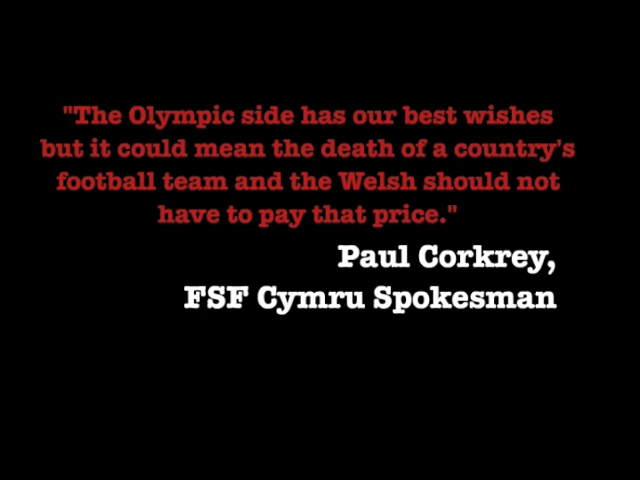 "The Olympic side has our best wishes
but it could mean the death of a country's
football team and the Welsh should not
have to pay that price."
Paul Corkrey,
FSF Cymru Spokesman